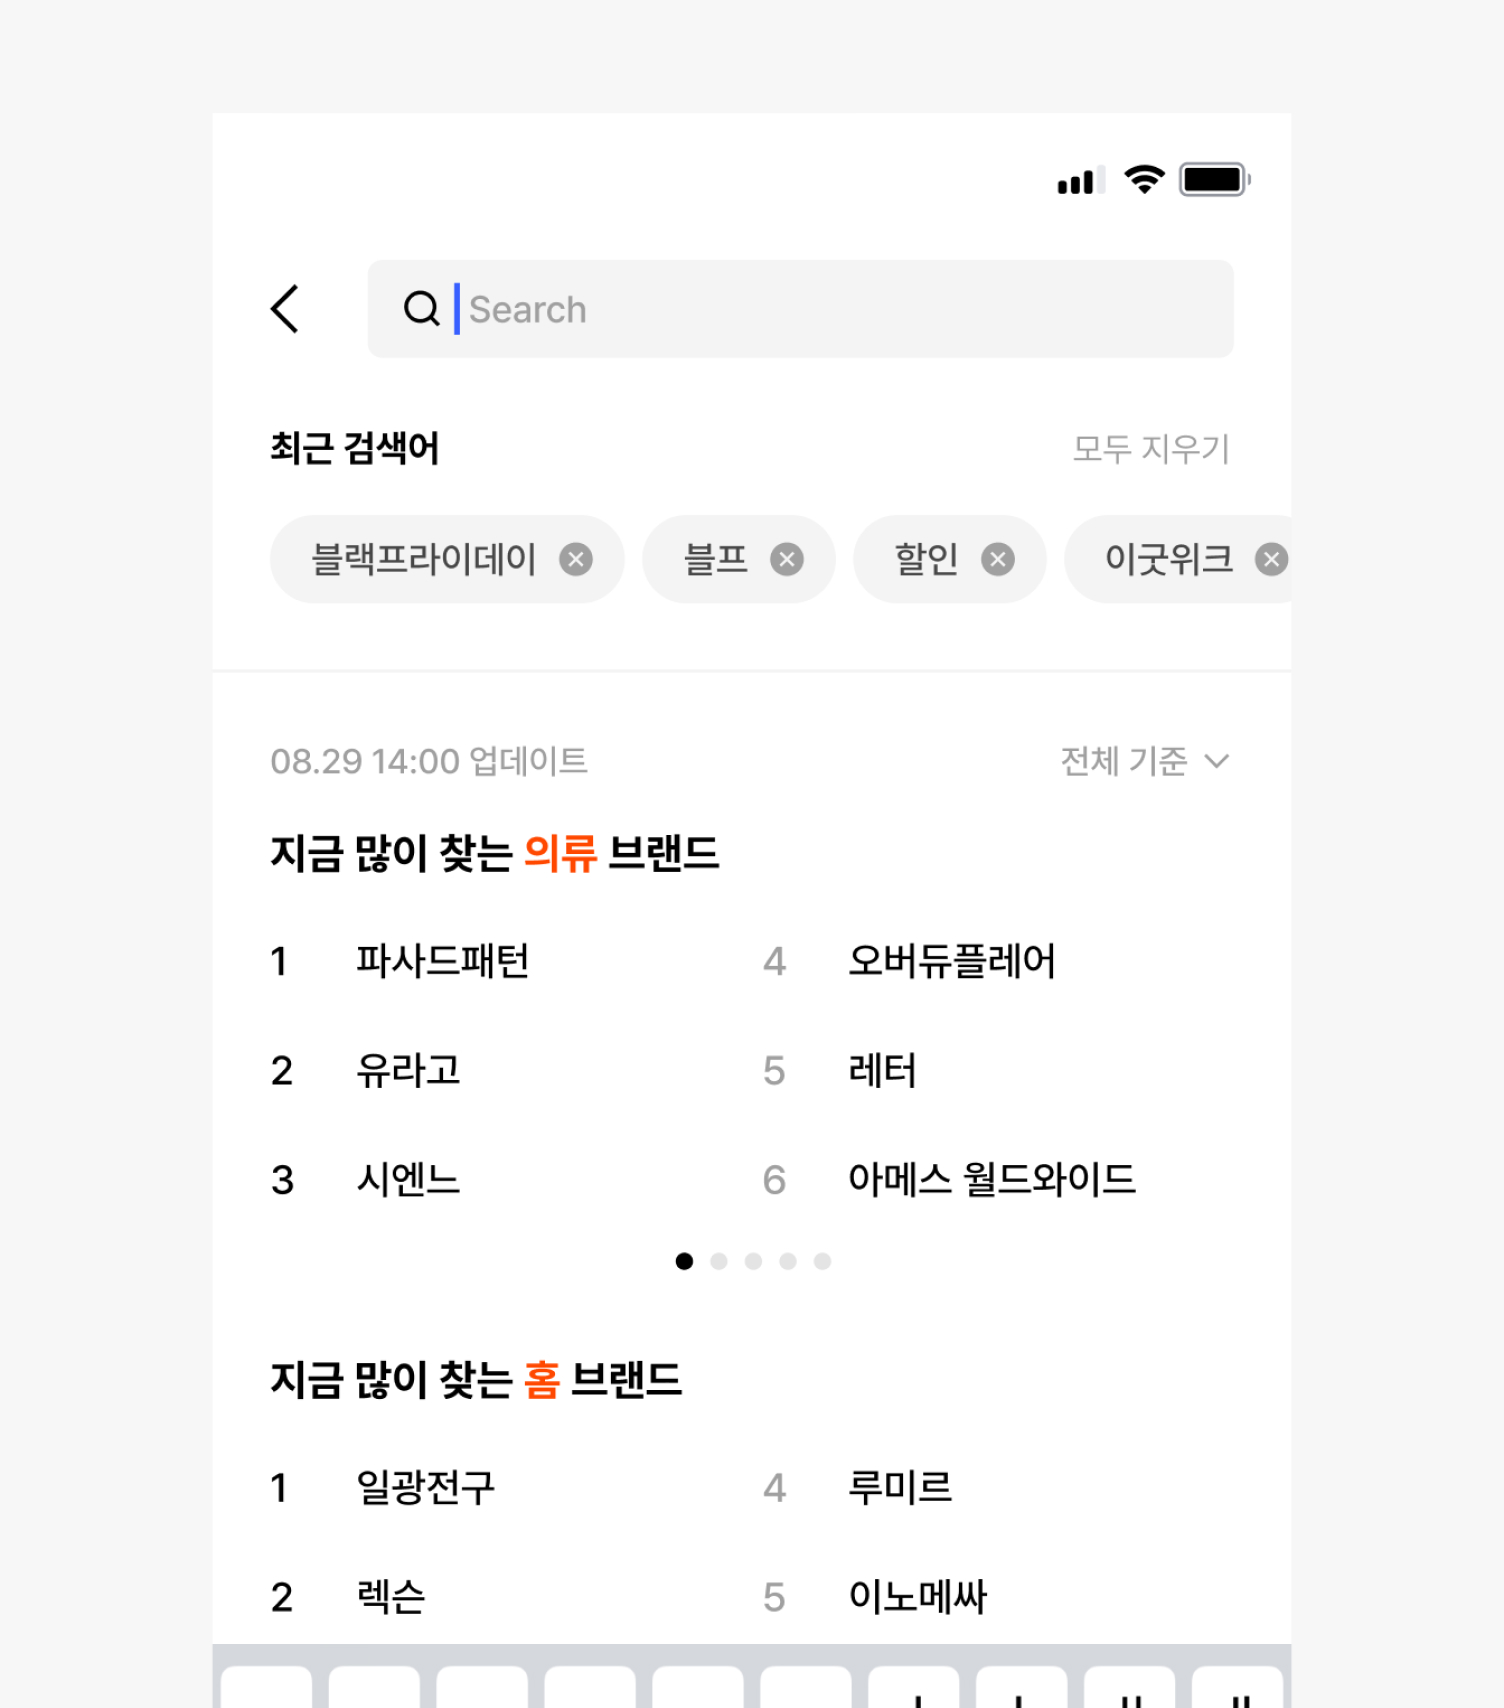 Search
최근 검색어 모두 지우기
블랙프라이데이 블프 할인 이굿위크
08.29 14:00 업데이트 전체 기준
지금 많이 찾는 의류 브랜드
1 파사드패턴 4 오버듀플레어
2 유라고 5 레터
3 시엔느 6 아메스 월드와이드
지금 많이 찾는 홈 브랜드
1 일광전구 4 루미르
2 렉슨 5 이노메싸